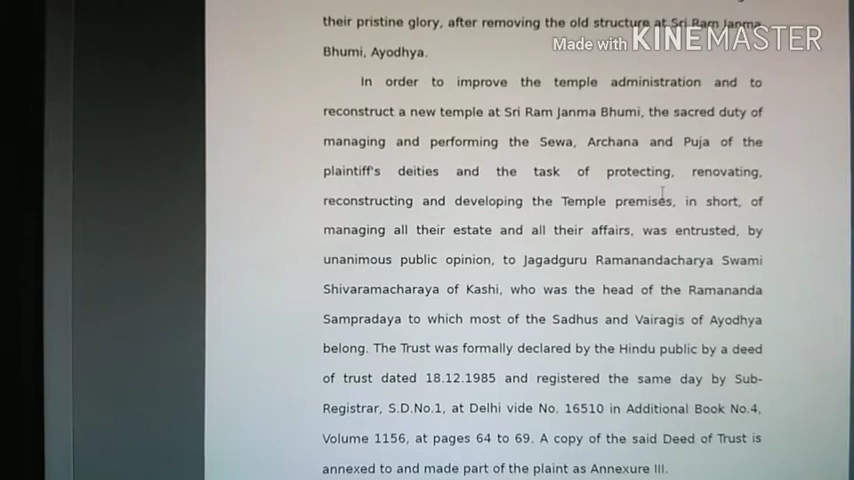 their pristine glory, after removing the old structure at Sri Ram Janma
Made with KINEMASTER
Bhumi, Ayodhya.
In order to improve the temple administration and to
reconstruct a new temple at Sri Ram Janma Bhumi, the sacred duty of
managing and performing the Sewa, Archana and Puja of the
plaintiff's deities and the task of protecting, renovating,
reconstructing and developing the Temple premises, in short, of
managing all their estate and all their affairs, was entrusted, by
unanimous public opinion, to Jagadguru Ramanandacharya Swami
Shivaramacharaya of Kashi, who was the head of the Ramananda
Sampradaya to which most of the Sadhus and Vairagis of Ayodhya
belong. The Trust was formally declared by the Hindu public by a deed
of trust dated 18.12.1985 and registered the same day by Sub-
Registrar, S.D.No.1, at Delhi vide No. 16510 in Additional Book No.4,
Volume 1156, at pages 64 to 69. A copy of the said Deed of Trust is
annexed to and made part of the plaint as Annexure III.